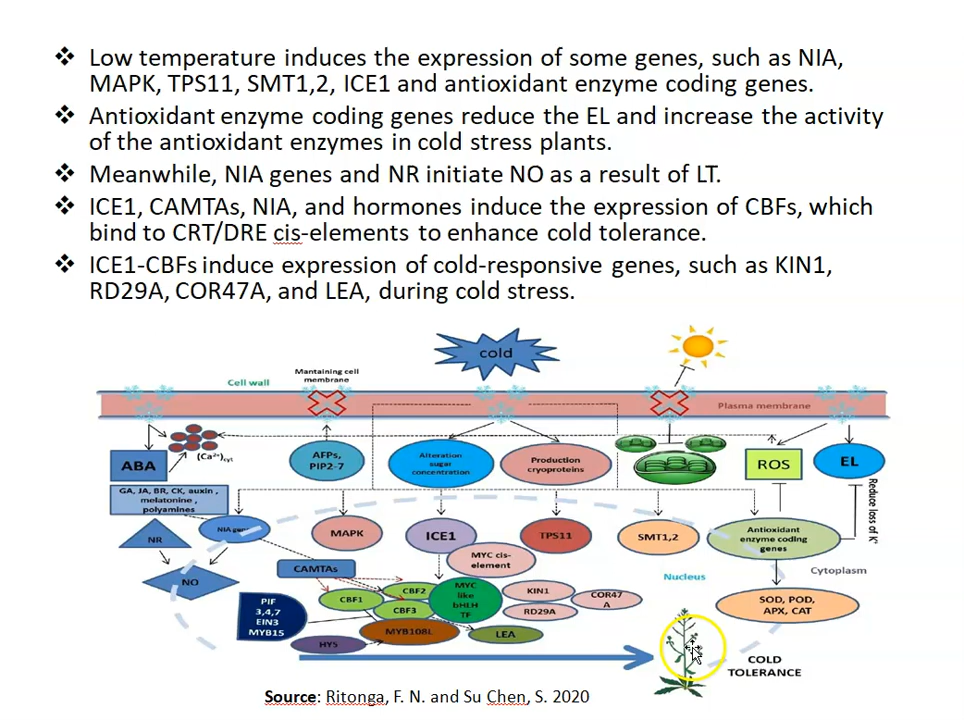 ❖ Low temperature induces the expression of some genes, such as NIA,
MAPK, TPS11, SMT1,2, ICE1 and antioxidant enzyme coding genes.
❖ Antioxidant enzyme coding genes reduce the EL and increase the activity
of the antioxidant enzymes in cold stress plants.
❖ Meanwhile, NIA genes and NR initiate NO as a result of LT.
❖ ICE1, CAMTAs, NIA, and hormones induce the expression of CBFs, which
bind to CRT/DRE cis-elements to enhance cold tolerance.
❖ ICE1-CBFs induce expression of cold-responsive genes, such as KIN1,
RD29A, COR47A, and LEA, during cold stress.
cold
Mantaining cell
membrane
Cell wall
Plasma membrane
ABA
(Ca²⁺)cyt
AFPs,
PIP2-7
Alteration
sugar
concentration
Production
cryoproteins
ROS
EL
Reduce loss of K⁺
GA, JA, BR, CK, auxin ,
melatonine ,
polyamines
NR
NIA gene
MAPK
ICE1
TPS11
SMT1,2
Antioxidant
enzyme coding
genes
MYC cis-
element
CAMTAs
NO
Nucleus
Cytoplasm
CBF1
CBF2
CBF3
MYC
like
bHLH
TF
KIN1
RD29A
COR47
A
SOD, POD,
APX, CAT
PIF
3,4,7
EIN3
MYB15
MYB108L
LEA
HY5
COLD
TOLERANCE
Source: Ritonga, F. N. and Su Chen, S. 2020